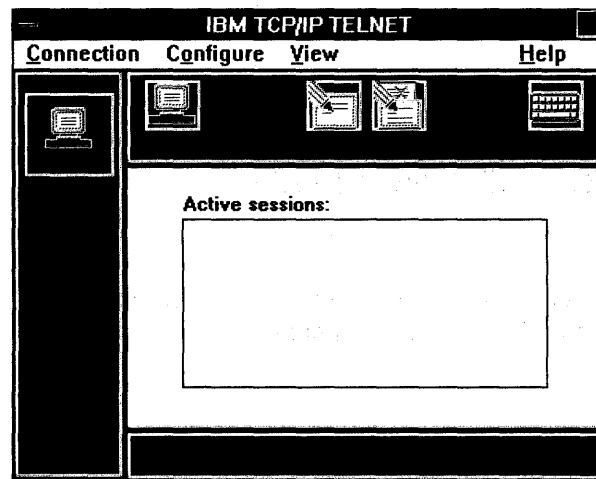 IBM TCP/IP TELNET
Connection Configure View Help
Active sessions: